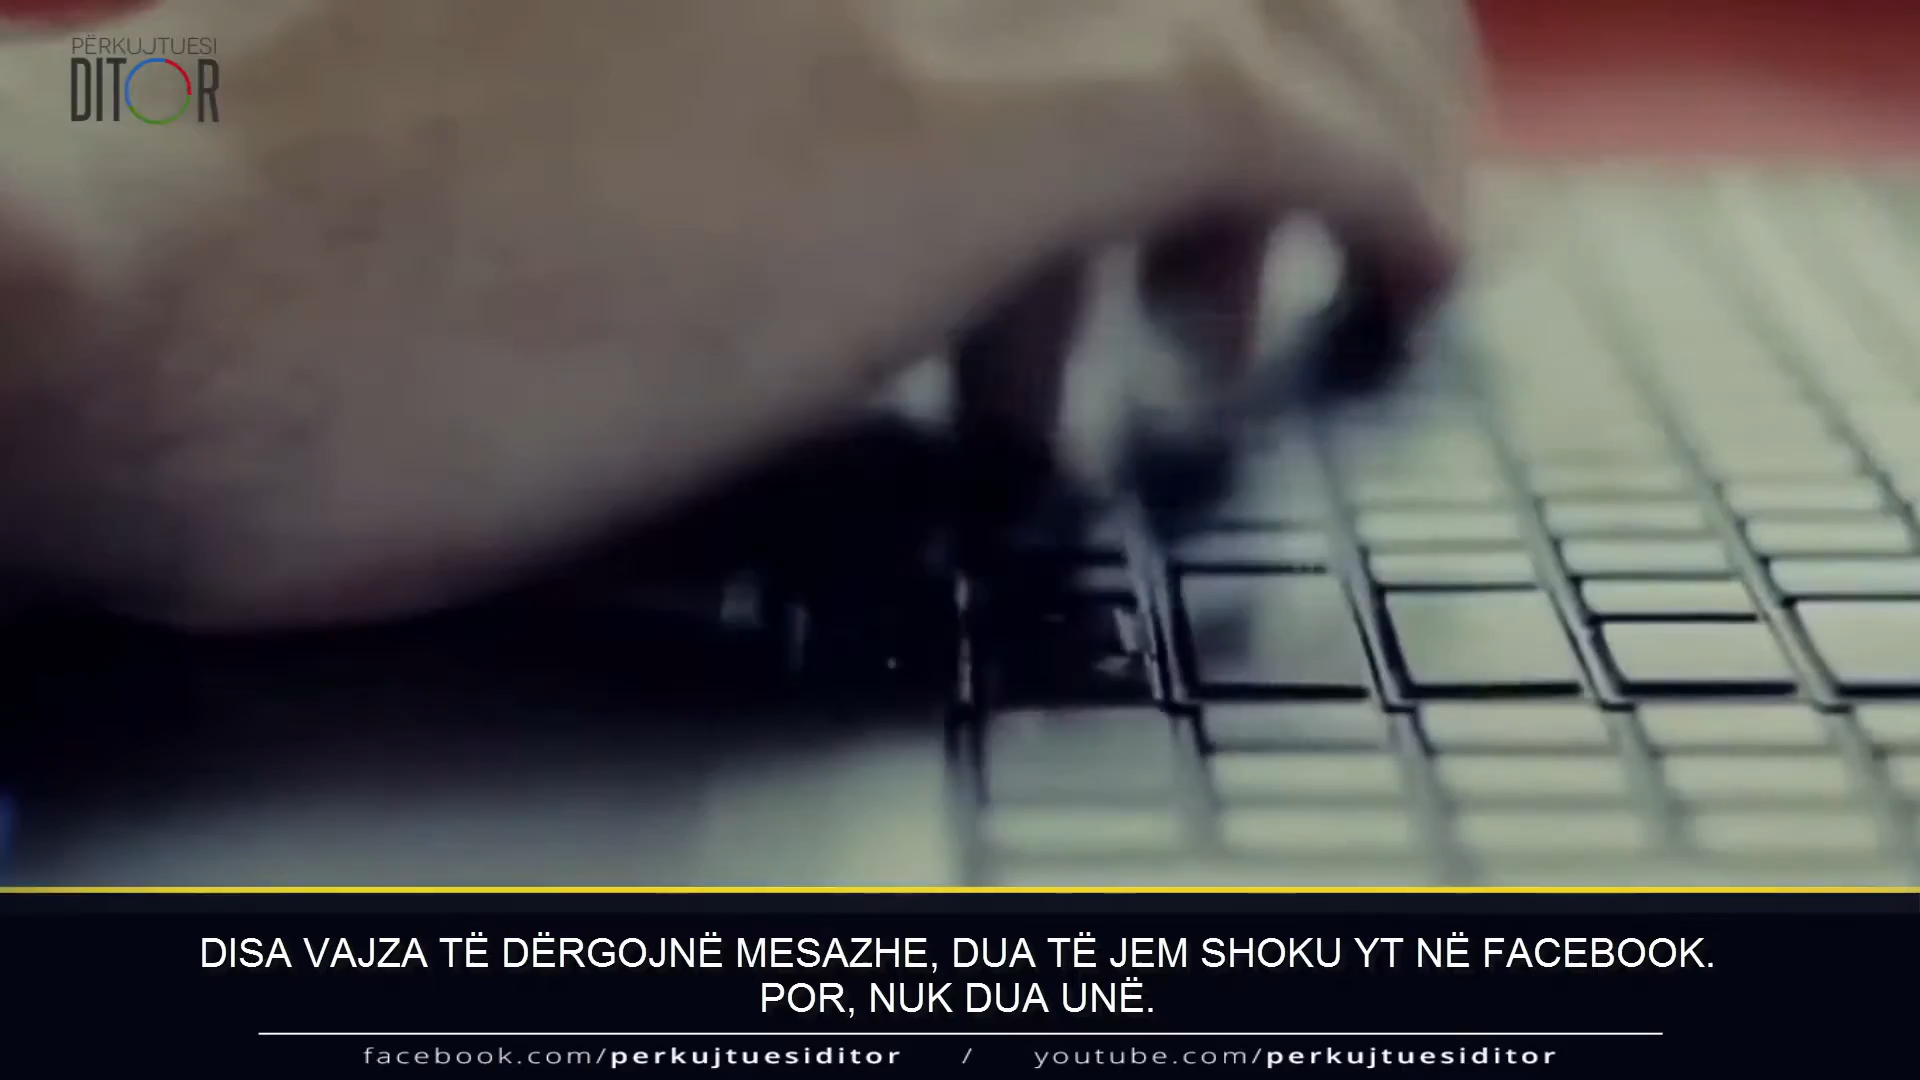 PËRKUJTUESI
DITOR
DISA VAJZA TË DËRGOJNË MESAZHE, DUA TË JEM SHOKU YT NË FACEBOOK.
POR, NUK DUA UNË.
facebook.com/perkujtuesiditor / youtube.com/perkujtuesiditor